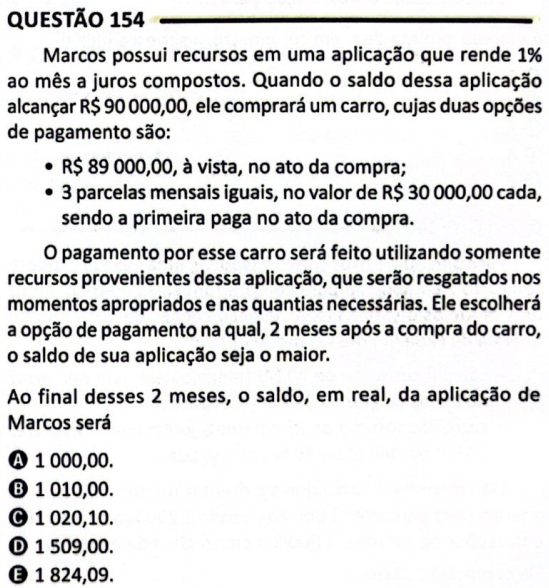 QUESTÃO 154
Marcos possui recursos em uma aplicação que rende 1%
ao mês a juros compostos. Quando o saldo dessa aplicação
alcançar R$ 90 000,00, ele comprará um carro, cujas duas opções
de pagamento são:
• R$ 89 000,00, à vista, no ato da compra;
• 3 parcelas mensais iguais, no valor de R$ 30 000,00 cada,
sendo a primeira paga no ato da compra.
O pagamento por esse carro será feito utilizando somente
recursos provenientes dessa aplicação, que serão resgatados nos
momentos apropriados e nas quantias necessárias. Ele escolherá
a opção de pagamento na qual, 2 meses após a compra do carro,
o saldo de sua aplicação seja o maior.
Ao final desses 2 meses, o saldo, em real, da aplicação de
Marcos será
A 1 000,00.
B 1 010,00.
C 1 020,10.
D 1 509,00.
E 1 824,09.